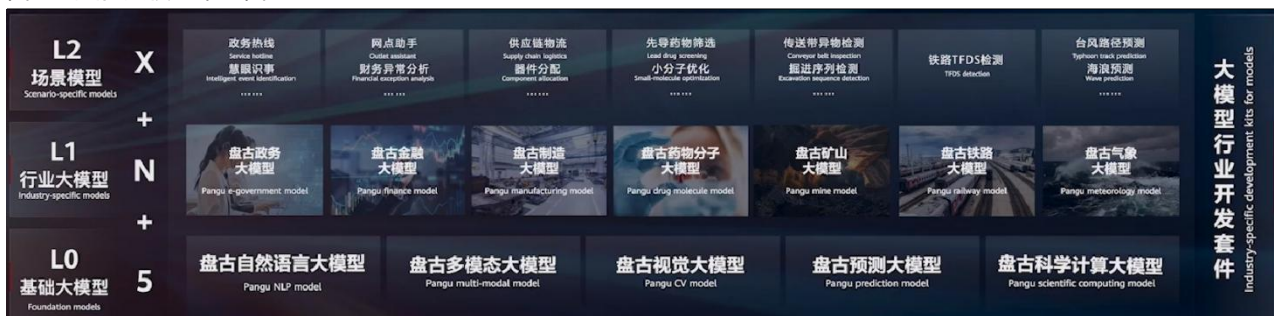 L2
场景模型
Scenario-specific models
X
政务热线
Service hotline
慧眼识事
Intelligent event identification
……
网点助手
Outlet assistant
财务异常分析
Financial exception analysis
……
供应链物流
Supply chain logistics
器件分配
Component allocation
……
先导药物筛选
Lead drug screening
小分子优化
Small-molecule optimization
……
传送带异物检测
Conveyor belt inspection
掘进序列检测
Excavation sequence detection
……
铁路TFDS检测
TFDS detection
台风路径预测
Typhoon track prediction
海浪预测
Wave prediction
……
+
L1
行业大模型
Industry-specific models
N
盘古政务
大模型
Pangu e-government model
盘古金融
大模型
Pangu finance model
盘古制造
大模型
Pangu manufacturing model
盘古药物分子
大模型
Pangu drug molecule model
盘古矿山
大模型
Pangu mine model
盘古铁路
大模型
Pangu railway model
盘古气象
大模型
Pangu meteorology model
+
L0
基础大模型
Foundation models
5
盘古自然语言大模型
Pangu NLP model
盘古多模态大模型
Pangu multi-modal model
盘古视觉大模型
Pangu CV model
盘古预测大模型
Pangu prediction model
盘古科学计算大模型
Pangu scientific computing model
大模型行业开发套件
Industry-specific development kits for models